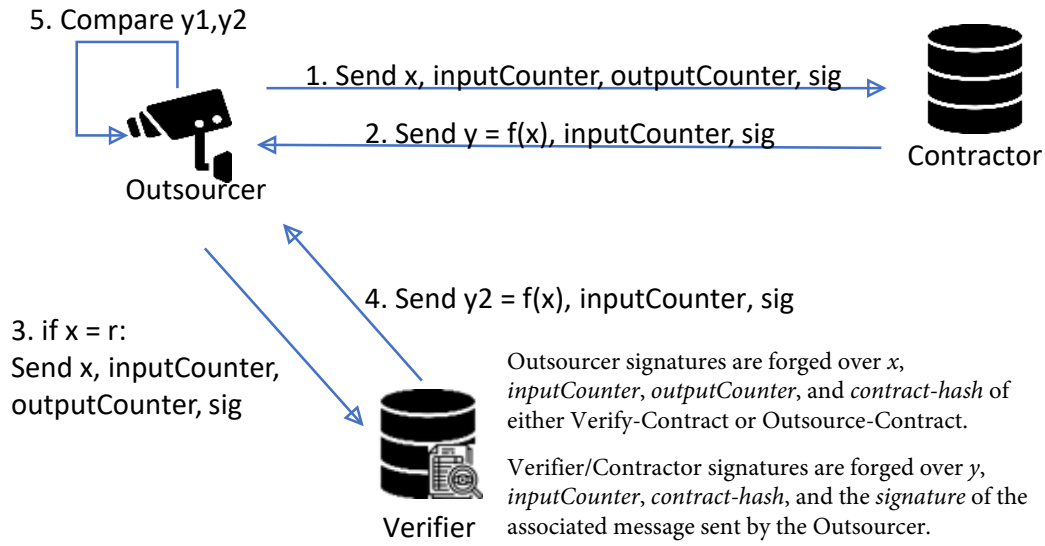 5. Compare y1,y2
1. Send x, inputCounter, outputCounter, sig
2. Send y = f(x), inputCounter, sig
Contractor
Outsourcer
4. Send y2 = f(x), inputCounter, sig
3. if x = r:
Send x, inputCounter,
outputCounter, sig
Outsourcer signatures are forged over x,
inputCounter, outputCounter, and contract-hash of
either Verify-Contract or Outsource-Contract.
Verifier/Contractor signatures are forged over y,
inputCounter, contract-hash, and the signature of the
associated message sent by the Outsourcer.
Verifier